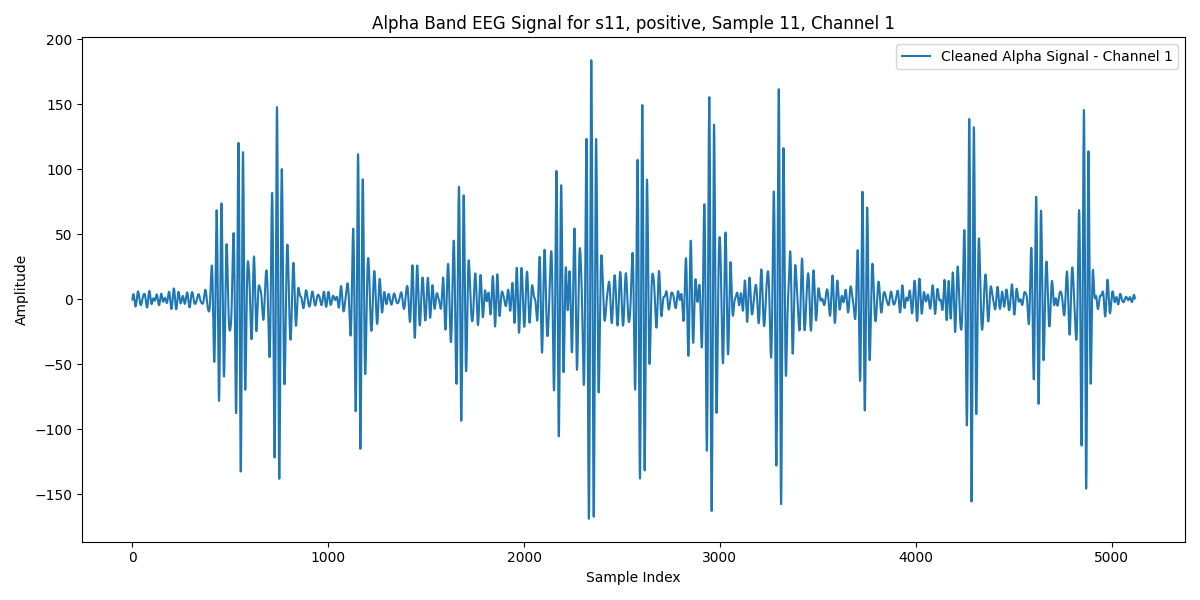 Alpha Band EEG Signal for s11, positive, Sample 11, Channel 1
Cleaned Alpha Signal - Channel 1
Amplitude
200
150
100
50
0
−50
−100
−150
0 1000 2000 3000 4000 5000
Sample Index